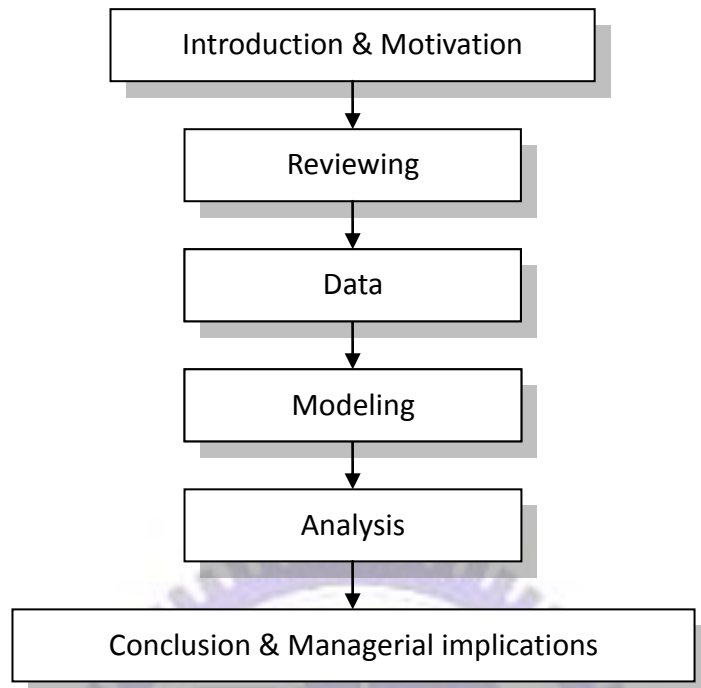 Introduction & Motivation
Reviewing
Data
Modeling
Analysis
Conclusion & Managerial implications